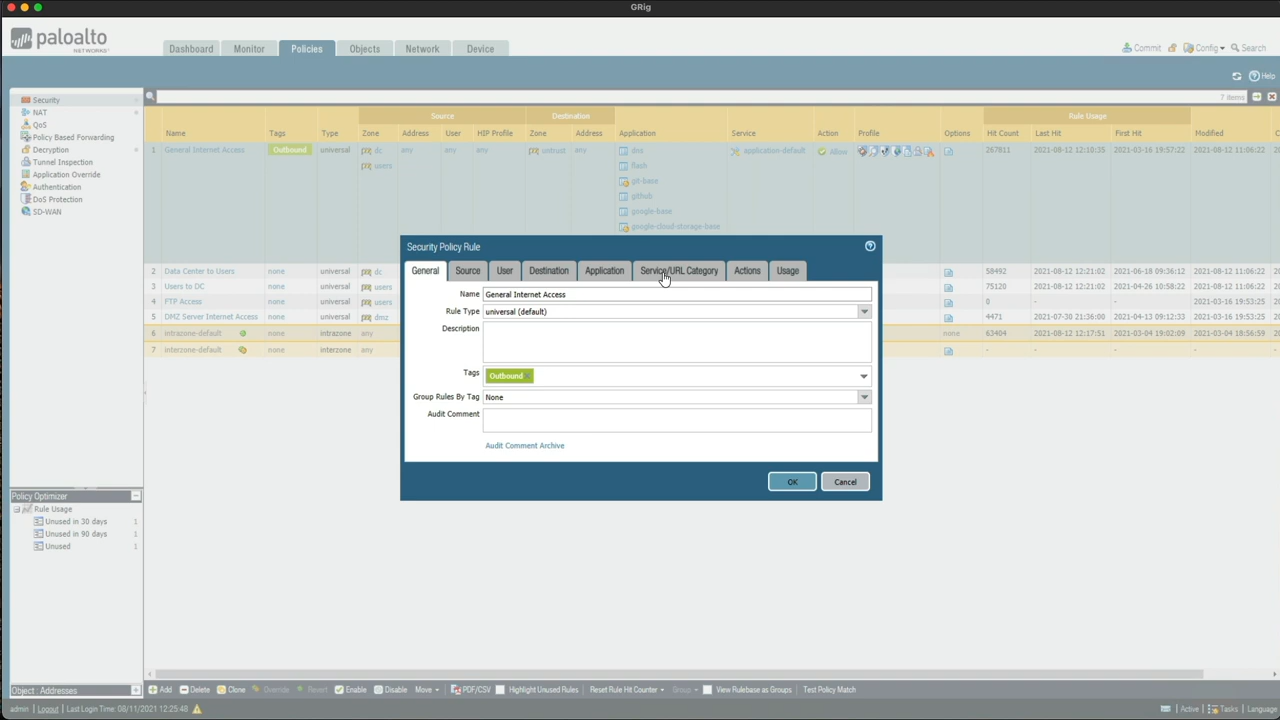 GRig
paloalto
NETWORKS
Dashboard Monitor Policies Objects Network Device
Commit Config Search
Help
Security
NAT
QoS
Policy Based Forwarding
Decryption
Tunnel Inspection
Application Override
Authentication
DoS Protection
SD-WAN
7 items
Source Destination Rule Usage
Name Tags Type Zone Address User HIP Profile Zone Address Application Service Action Profile Options Hit Count Last Hit First Hit Modified
1 General Internet Access Outbound universal dc any any any untrust any dns application-default Allow 267811 2021-08-12 12:10:35 2021-03-16 19:57:22 2021-08-12 11:06:22
users flash
git-base
github
google-base
google-cloud-storage-base
2 Data Center to Users none universal dc 58492 2021-08-12 12:21:02 2021-06-18 09:36:12 2021-08-12 11:06:22
3 Users to DC none universal users 75120 2021-08-12 12:21:02 2021-04-26 10:58:22 2021-08-12 11:06:22
4 FTP Access none universal users 0 - - 2021-03-16 19:53:25
5 DMZ Server Internet Access none universal dmz 4471 2021-07-30 21:36:00 2021-04-13 09:12:33 2021-03-16 19:53:25
6 intrazone-default none intrazone any none 63404 2021-08-12 12:17:51 2021-03-04 19:02:09 2021-03-04 18:56:59
7 interzone-default none interzone any - - - -
Security Policy Rule
General Source User Destination Application Service/URL Category Actions Usage
Name General Internet Access
Rule Type universal (default)
Description
Tags Outbound
Group Rules By Tag None
Audit Comment
Audit Comment Archive
OK Cancel
Policy Optimizer
Rule Usage
Unused in 30 days 1
Unused in 90 days 1
Unused 1
Object : Addresses
Add Delete Clone Override Revert Enable Disable Move PDF/CSV Highlight Unused Rules Reset Rule Hit Counter Group View Rulebase as Groups Test Policy Match
admin | Logout | Last Login Time: 08/11/2021 12:25:48
Active | Tasks | Language